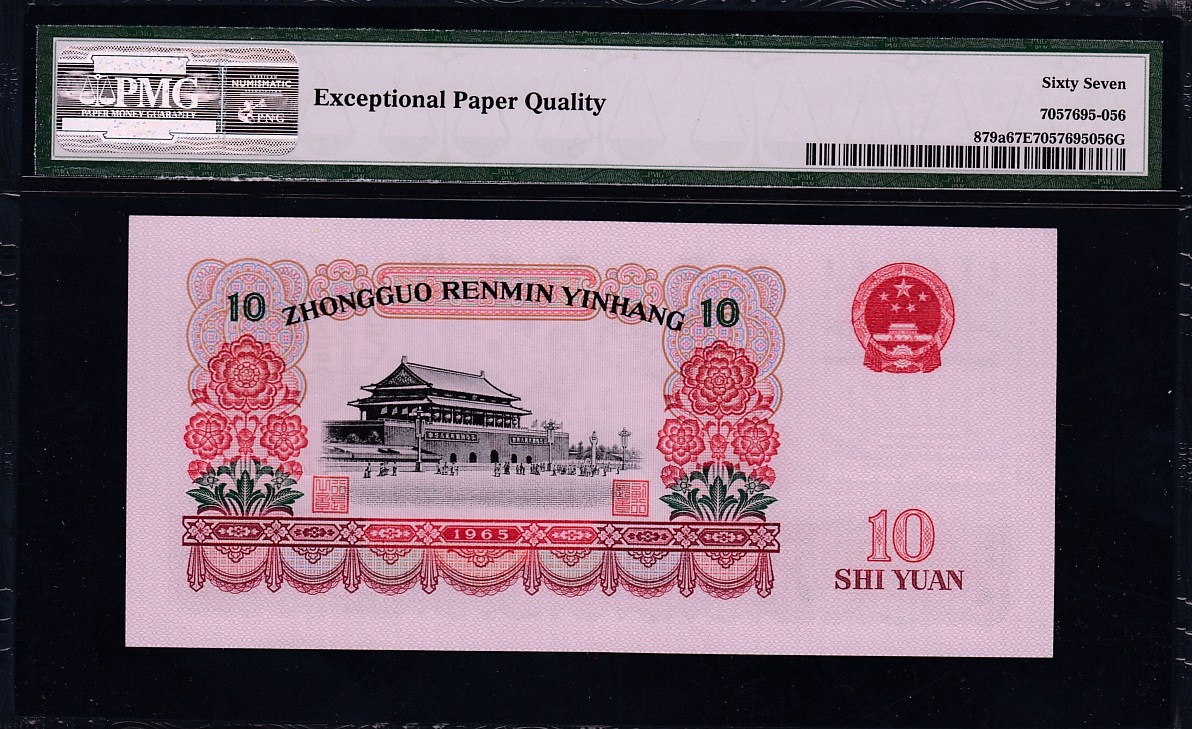 PMG
PAPER MONEY GUARANTY
NUMISMATIC
PNG
Exceptional Paper Quality
Sixty Seven
7057695-056
879a67E7057695056G
10 ZHONGGUO RENMIN YINHANG 10
1965
10
SHI YUAN